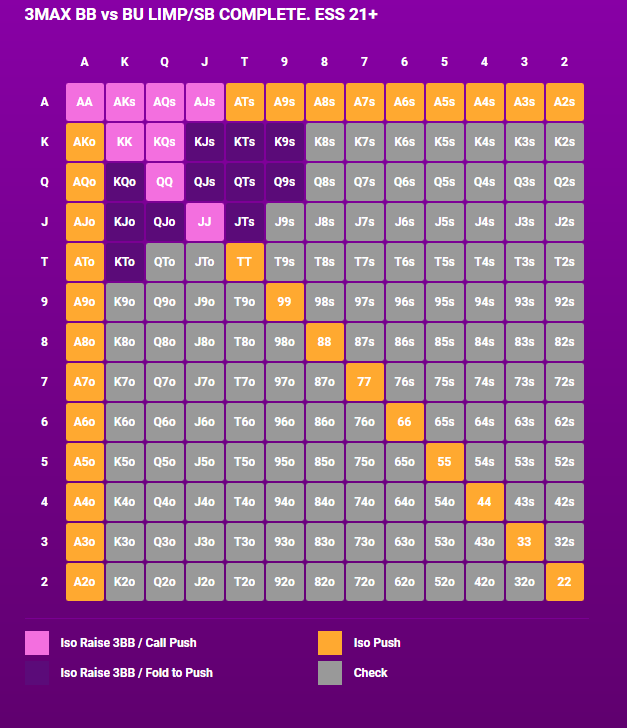 3MAX BB vs BU LIMP/SB COMPLETE. ESS 21+
A K Q J T 9 8 7 6 5 4 3 2
A AA AKs AQs AJs ATs A9s A8s A7s A6s A5s A4s A3s A2s
K AKo KK KQs KJs KTs K9s K8s K7s K6s K5s K4s K3s K2s
Q AQo KQo QQ QJs QTs Q9s Q8s Q7s Q6s Q5s Q4s Q3s Q2s
J AJo KJo QJo JJ JTs J9s J8s J7s J6s J5s J4s J3s J2s
T ATo KTo QTo JTo TT T9s T8s T7s T6s T5s T4s T3s T2s
9 A9o K9o Q9o J9o T9o 99 98s 97s 96s 95s 94s 93s 92s
8 A8o K8o Q8o J8o T8o 98o 88 87s 86s 85s 84s 83s 82s
7 A7o K7o Q7o J7o T7o 97o 87o 77 76s 75s 74s 73s 72s
6 A6o K6o Q6o J6o T6o 96o 86o 76o 66 65s 64s 63s 62s
5 A5o K5o Q5o J5o T5o 95o 85o 75o 65o 55 54s 53s 52s
4 A4o K4o Q4o J4o T4o 94o 84o 74o 64o 54o 44 43s 42s
3 A3o K3o Q3o J3o T3o 93o 83o 73o 63o 53o 43o 33 32s
2 A2o K2o Q2o J2o T2o 92o 82o 72o 62o 52o 42o 32o 22
Iso Raise 3BB / Call Push Iso Push
Iso Raise 3BB / Fold to Push Check